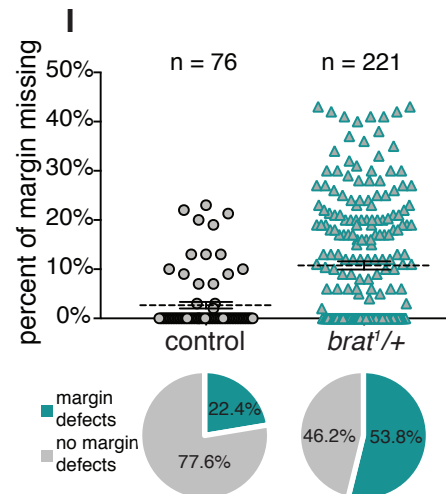 I
n = 76 n = 221
percent of margin missing
50%
40%
30%
20%
10%
0%
control brat¹/+
margin defects
no margin defects
22.4%
77.6%
46.2%
53.8%